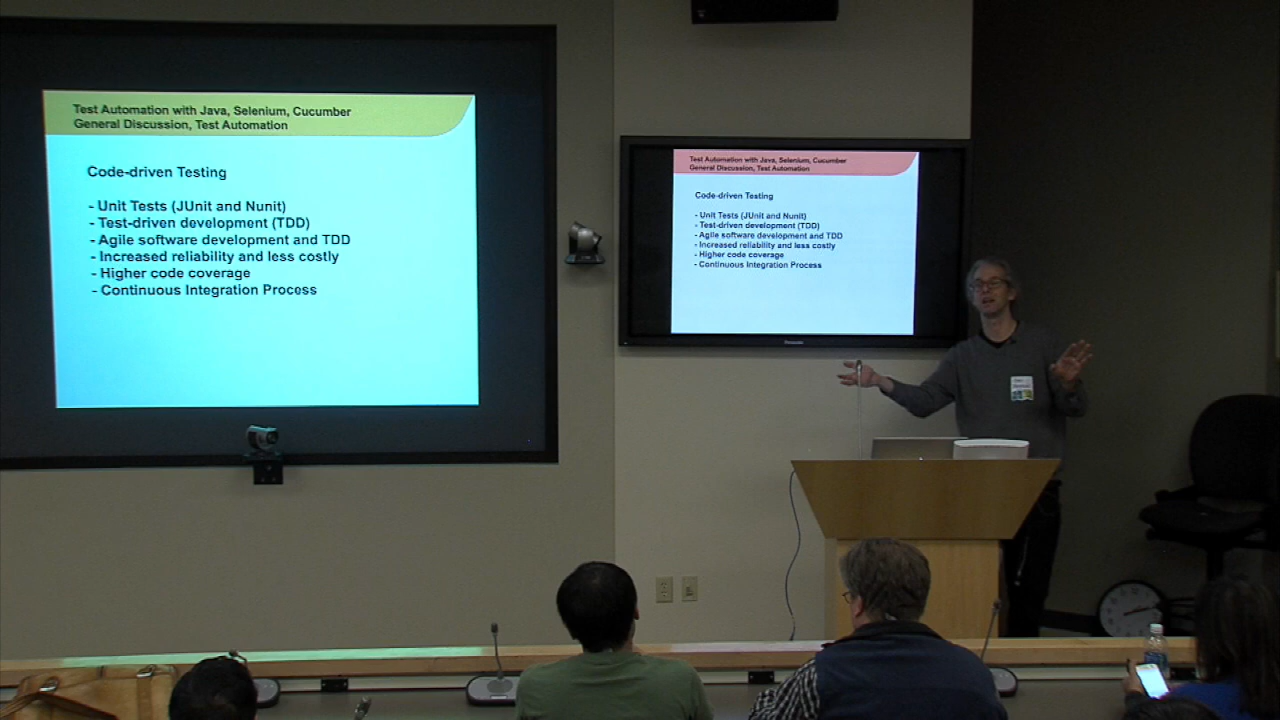 Test Automation with Java, Selenium, Cucumber
General Discussion, Test Automation
Code-driven Testing
- Unit Tests (JUnit and Nunit)
- Test-driven development (TDD)
- Agile software development and TDD
- Increased reliability and less costly
- Higher code coverage
- Continuous Integration Process
Test Automation with Java, Selenium, Cucumber
General Discussion, Test Automation
Code-driven Testing
- Unit Tests (JUnit and Nunit)
- Test-driven development (TDD)
- Agile software development and TDD
- Increased reliability and less costly
- Higher code coverage
- Continuous Integration Process
Panasonic